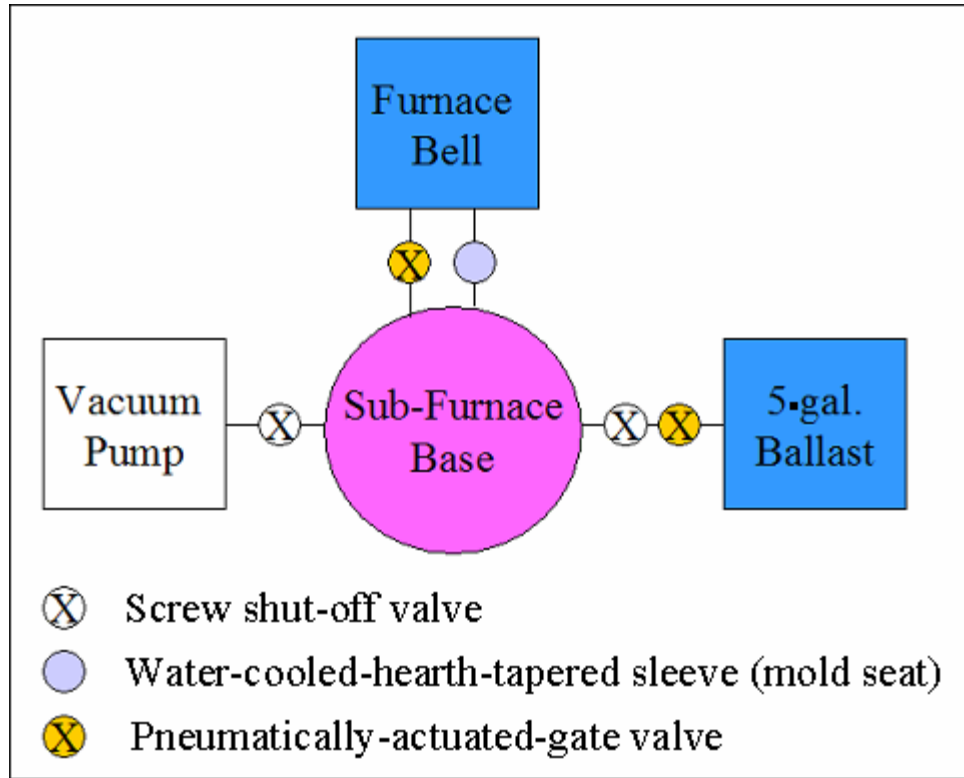 Furnace
Bell
X
Vacuum
Pump
X
Sub-Furnace
Base
X
X
5-gal.
Ballast
X Screw shut-off valve
Water-cooled-hearth-tapered sleeve (mold seat)
X Pneumatically-actuated-gate valve